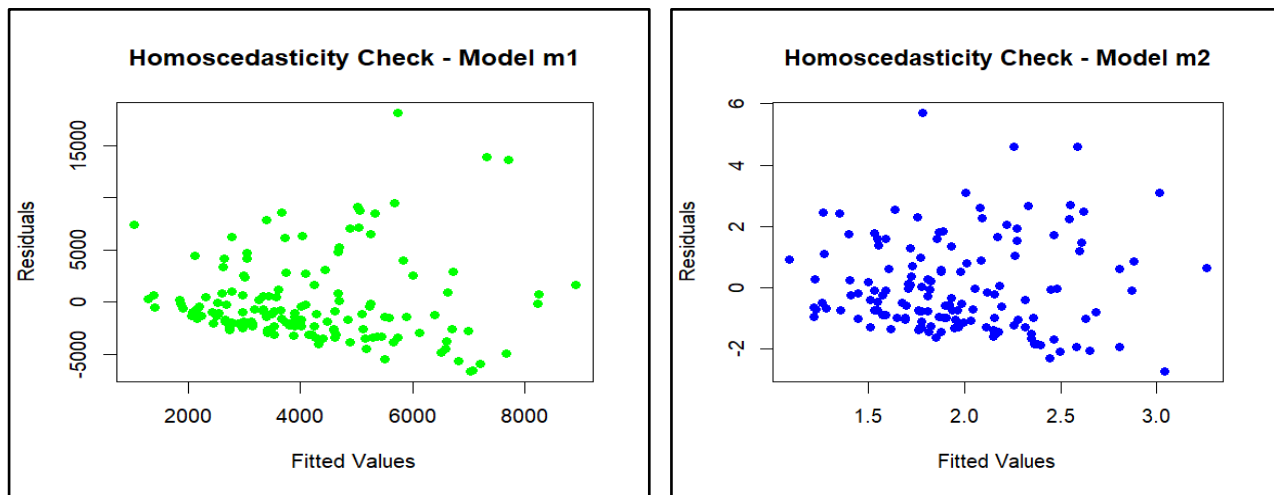 Homoscedasticity Check - Model m1
Residuals
15000
5000
0
-5000
2000
4000
6000
8000
Fitted Values
Homoscedasticity Check - Model m2
Residuals
6
4
2
0
-2
1.5
2.0
2.5
3.0
Fitted Values